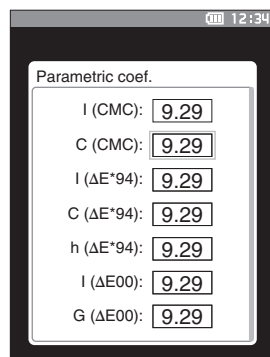 12:34
Parametric coef.
l (CMC): 9.29
C (CMC): 9.29
l (ΔE*94): 9.29
C (ΔE*94): 9.29
h (ΔE*94): 9.29
l (ΔE00): 9.29
G (ΔE00): 9.29